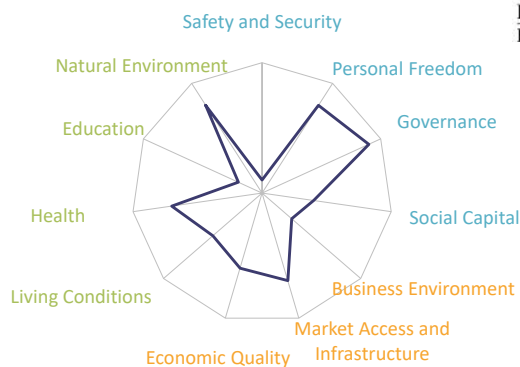 Safety and Security
Natural Environment
Personal Freedom
Education
Governance
Health
Social Capital
Living Conditions
Business Environment
Market Access and
Infrastructure
Economic Quality